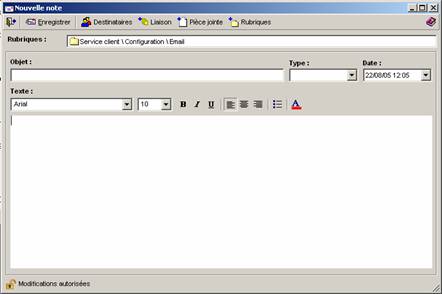 Nouvelle note
Enregistrer Destinataires Liaison Pièce jointe Rubriques
Rubriques : Service client \ Configuration \ Email
Objet : Type : Date :
22/08/05 12:05
Texte :
Arial 10 B I U A
Modifications autorisées